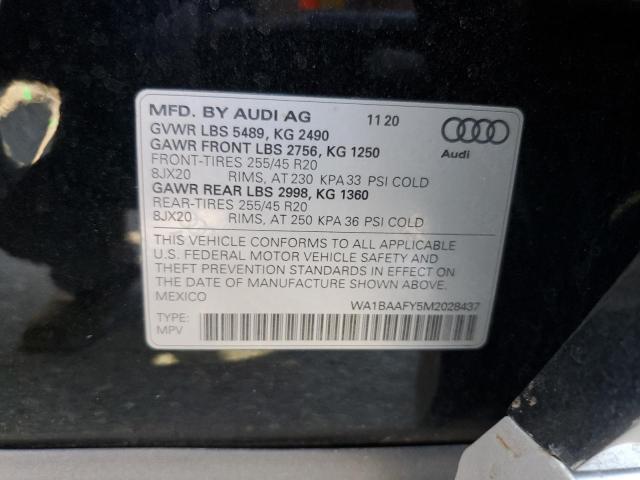 MFD. BY AUDI AG 11 20
GVWR LBS 5489, KG 2490
GAWR FRONT LBS 2756, KG 1250
FRONT-TIRES 255/45 R20
8JX20 RIMS, AT 230 KPA 33 PSI COLD
GAWR REAR LBS 2998, KG 1360
REAR-TIRES 255/45 R20
8JX20 RIMS, AT 250 KPA 36 PSI COLD
Audi
THIS VEHICLE CONFORMS TO ALL APPLICABLE
U.S. FEDERAL MOTOR VEHICLE SAFETY AND
THEFT PREVENTION STANDARDS IN EFFECT ON
THE DATE OF MANUFACTURE SHOWN ABOVE.
MEXICO
WA1BAAFY5M2028437
TYPE:
MPV